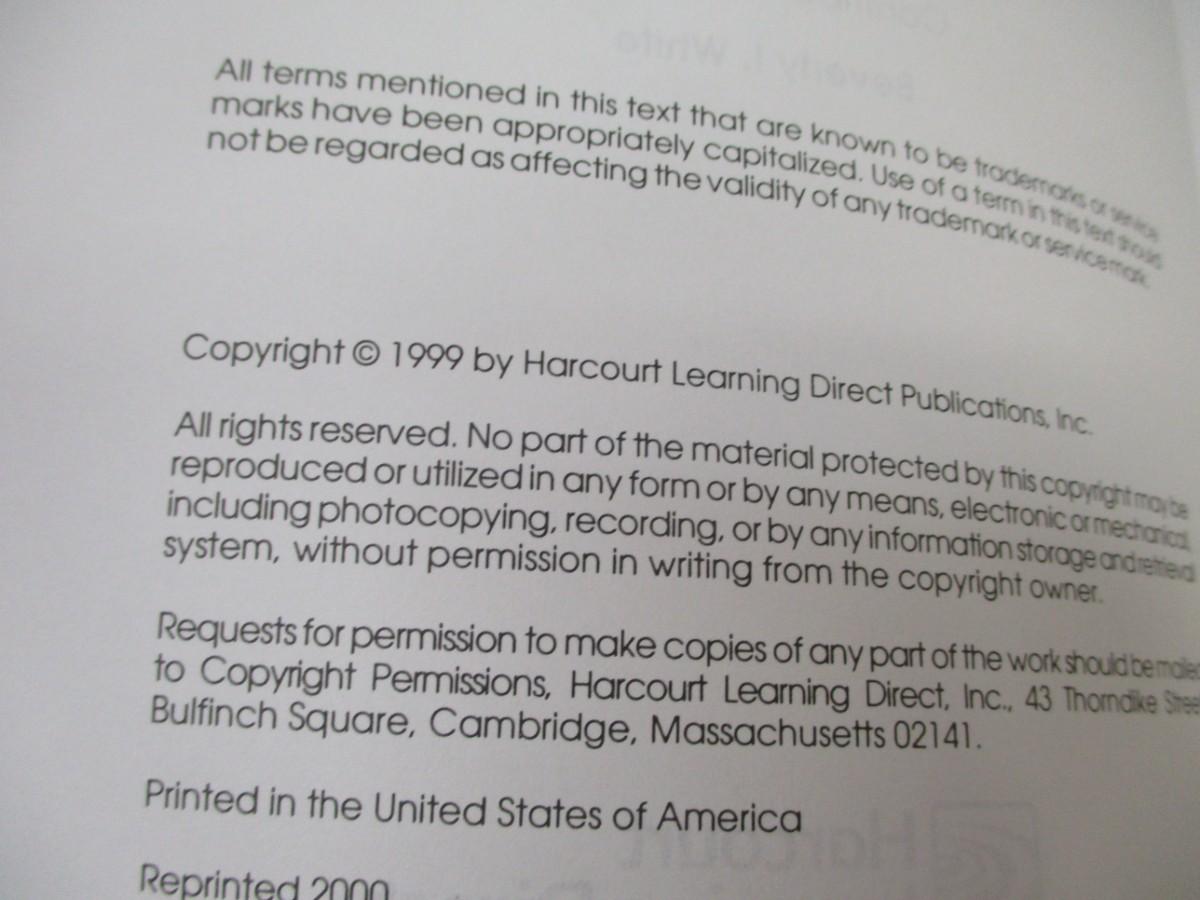 All terms mentioned in this text that are known to be trademarks or service
marks have been appropriately capitalized. Use of a term in this text should
not be regarded as affecting the validity of any trademark or service mark.
Copyright © 1999 by Harcourt Learning Direct Publications, Inc.
All rights reserved. No part of the material protected by this copyright may be
reproduced or utilized in any form or by any means, electronic or mechanical,
including photocopying, recording, or by any information storage and retrieval
system, without permission in writing from the copyright owner.
Requests for permission to make copies of any part of the work should be mailed
to Copyright Permissions, Harcourt Learning Direct, Inc., 43 Thorndike Street
Bulfinch Square, Cambridge, Massachusetts 02141.
Printed in the United States of America
Reprinted 2000